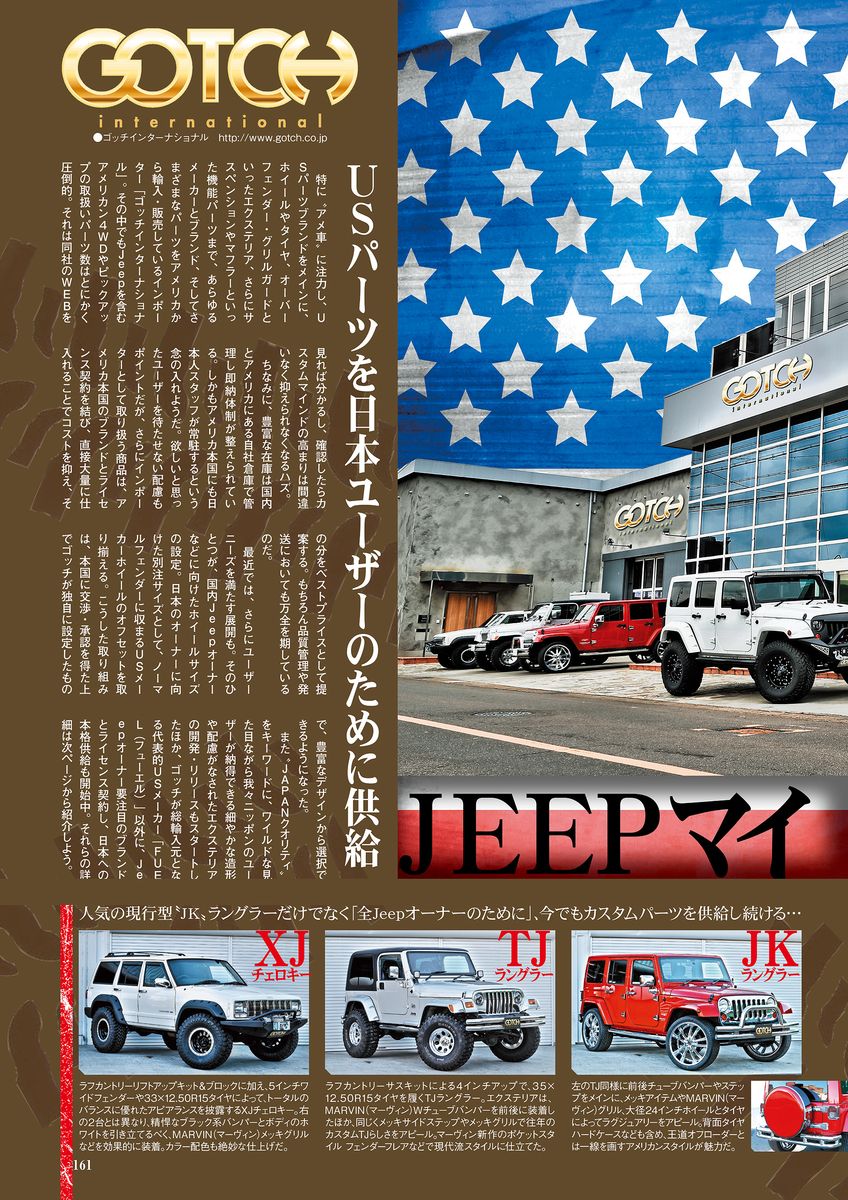 GOTCH
international
●ゴッチインターナショナル　http://www.gotch.co.jp
USパーツを日本ユーザーのために供給
特に〝アメ車〟に注力し、U
Sパーツブランドをメインに、
ホイールやタイヤ、オーバー
フェンダー・グリルガードと
いったエクステリア、さらにサ
スペンションやマフラーといっ
た機能パーツまで、あらゆる
メーカーとブランド、そしてさ
まざまなパーツをアメリカか
ら輸入・販売しているインポー
ター「ゴッチインターナショナ
ル」。その中でもJeepを含む
アメリカン4WDやピックアッ
プの取扱いパーツ数はとにかく
圧倒的。それは同社のWEBを
見れば分かるし、確認したらカ
スタムマインドの高まりは間違
いなく抑えられなくなるハズ。
ちなみに、豊富な在庫は国内
とアメリカにある自社倉庫で管
理し即納体制が整えられてい
る。しかもアメリカ本国にも日
本人スタッフが常駐するという
念の入れようだ。欲しいと思っ
たユーザーを待たせない配慮も
ポイントだが、さらにインポー
ターとして取り扱う商品は、ア
メリカ本国のブランドとライセ
ンス契約を結び、直接大量に仕
入れることでコストを抑え、そ
の分をベストプライスとして提
案する。もちろん品質管理や発
送においても万全を期している
のだ。
最近では、さらにユーザー
ニーズを満たす展開も。そのひ
とつが、国内Jeepオーナー
などに向けたホイールサイズ
の設定。日本のオーナーに向
けた別注サイズとして、ノーマ
ルフェンダーに収まるUSメー
カーホイールのオフセットを取
り揃える。こうした取り組み
は、本国に交渉・承認を得た上
でゴッチが独自に設定したもの
で、豊富なデザインから選択で
きるようになった。
また〝JAPANクオリティ〟
をキーワードに、ワイルドな見
た目ながら我々ニッポンのユー
ザーが納得できる細やかな造形
や配慮がなされたエクステリア
の開発・リリースもスタートし
たほか、ゴッチが総輸入元とな
る代表的USメーカー「FUE
L（フューエル）」以外に、Je
epオーナー要注目のブランド
とライセンス契約し、日本への
本格供給も開始中。それらの詳
細は次ページから紹介しよう。
GOTCH
international
GOTCH
international
JEEPマイ
人気の現行型〝JK〟ラングラーだけでなく「全Jeepオーナーのために」、今でもカスタムパーツを供給し続ける…
XJ
チェロキー
ラフカントリーリフトアップキット&ブロックに加え、5インチワ
イドフェンダーや33×12.50R15タイヤによって、トータルの
バランスに優れたアピアランスを披露するXJチェロキー。右
の2台とは異なり、精悍なブラック系バンパーとボディのホ
ワイトを引き立てるべく、MARVIN（マーヴィン）メッキグリル
などを効果的に装着。カラー配色も絶妙な仕上げだ。
TJ
ラングラー
ラフカントリーサスキットによる4インチアップで、35×
12.50R15タイヤを履くTJラングラー。エクステリアは、
MARVIN（マーヴィン）Wチューブバンパーを前後に装着し
たほか、同じくメッキサイドステップやメッキグリルで往年の
カスタムTJらしさをアピール。マーヴィン新作のポケットスタ
イル フェンダーフレアなどで現代流スタイルに仕立てた。
JK
ラングラー
GOTCH
左のTJ同様に前後チューブバンパーやステッ
プをメインに、メッキアイテムやMARVIN（マーヴィ
ン）グリル、大径24インチホイールとタイヤなど
によってラグジュアリーをアピール。背面タイヤ
ハードケースなども含め、王道オフローダーと
は一線を画すアメリカンスタイルが魅力だ。
161